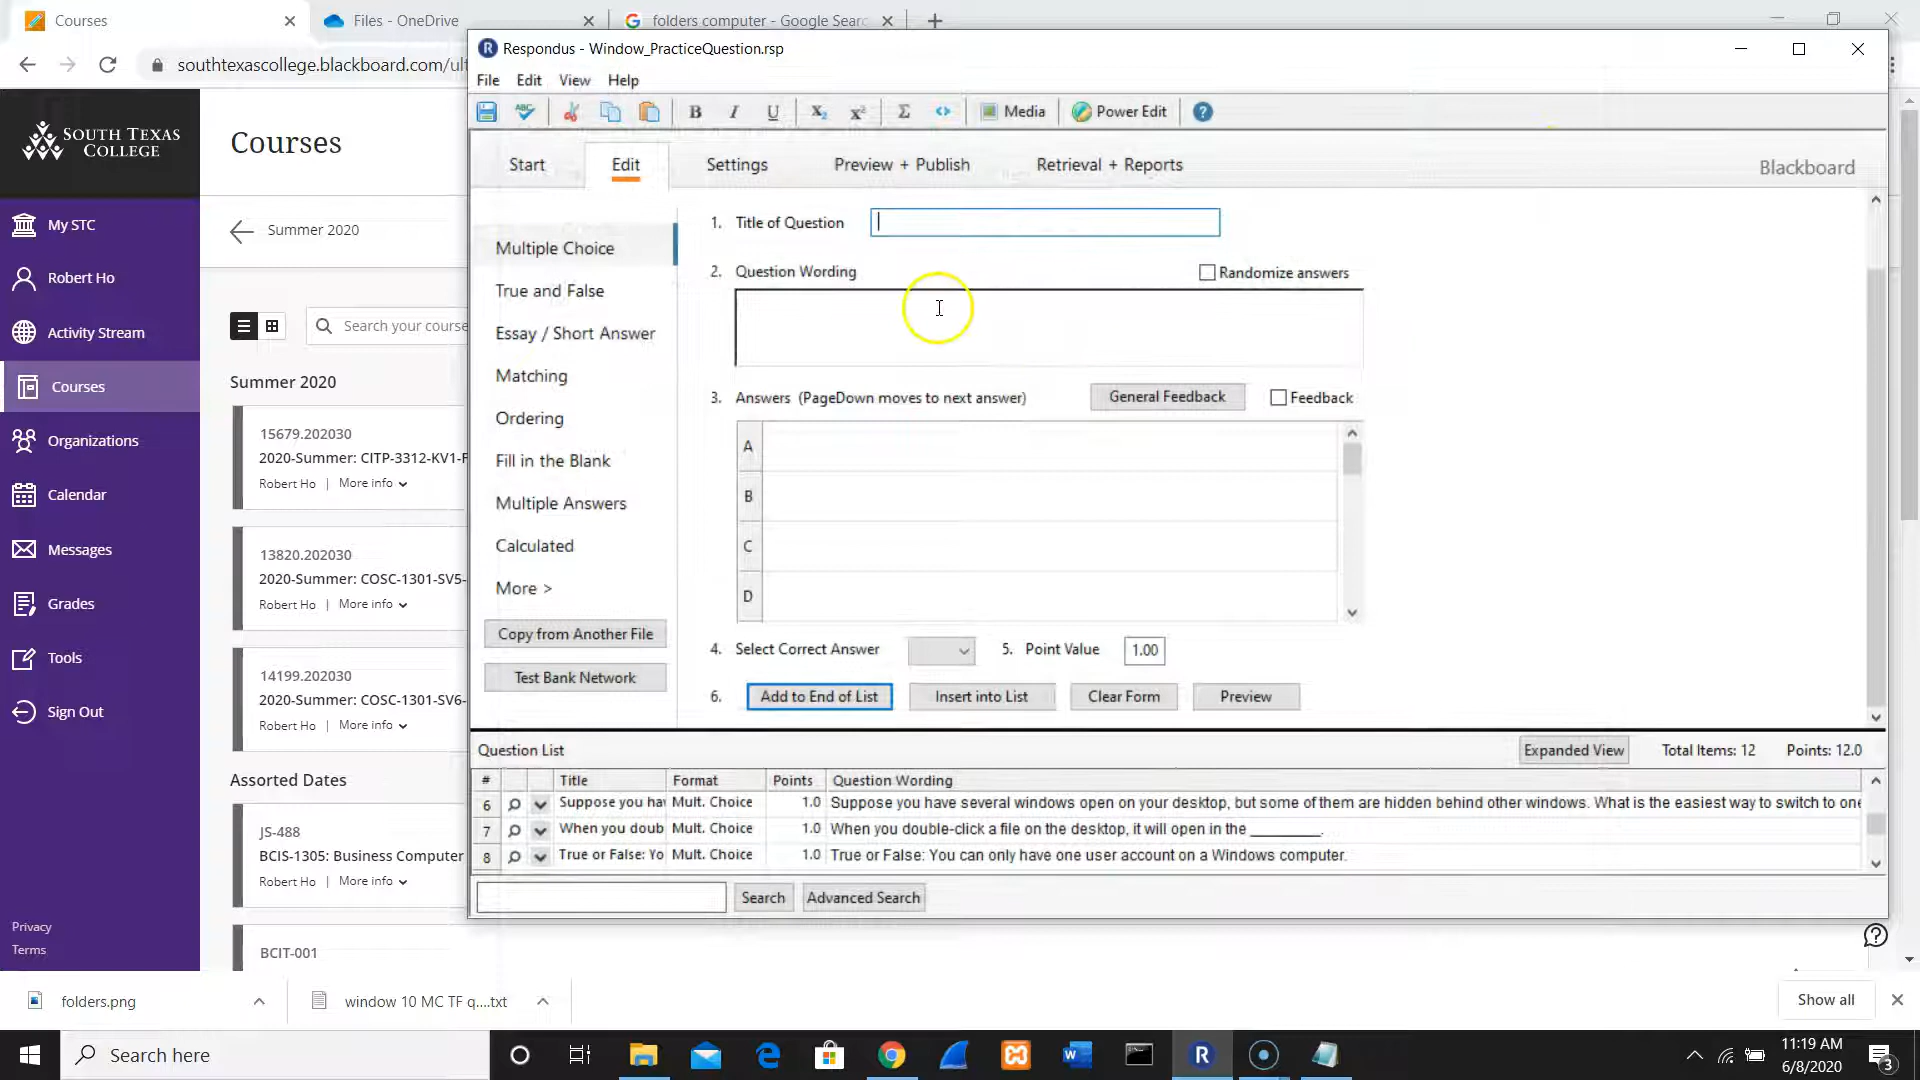 Courses
Files - OneDrive
folders computer - Google Searc
Respondus - Window_PracticeQuestion.rsp
southtexascollege.blackboard.com/ult
File Edit View Help
ABC
B I U X₂ x² Σ <> Media Power Edit ?
SOUTH TEXAS
COLLEGE
Courses
Start Edit Settings Preview + Publish Retrieval + Reports Blackboard
My STC
Robert Ho
Activity Stream
Courses
Organizations
Calendar
Messages
Grades
Tools
Sign Out
Privacy
Terms
Summer 2020
Search your course
Summer 2020
15679.202030
2020-Summer: CITP-3312-KV1-F
Robert Ho | More info
13820.202030
2020-Summer: COSC-1301-SV5-
Robert Ho | More info
14199.202030
2020-Summer: COSC-1301-SV6-
Robert Ho | More info
Assorted Dates
JS-488
BCIS-1305: Business Computer
Robert Ho | More info
BCIT-001
Multiple Choice
True and False
Essay / Short Answer
Matching
Ordering
Fill in the Blank
Multiple Answers
Calculated
More >
Copy from Another File
Test Bank Network
1. Title of Question
2. Question Wording Randomize answers
3. Answers (PageDown moves to next answer) General Feedback Feedback
A
B
C
D
4. Select Correct Answer 5. Point Value 1.00
6. Add to End of List Insert into List Clear Form Preview
Question List Expanded View Total Items: 12 Points: 12.0
# Title Format Points Question Wording
6 Suppose you hav Mult. Choice 1.0 Suppose you have several windows open on your desktop, but some of them are hidden behind other windows. What is the easiest way to switch to one
7 When you doub Mult. Choice 1.0 When you double-click a file on the desktop, it will open in the _________.
8 True or False: Yo Mult. Choice 1.0 True or False: You can only have one user account on a Windows computer.
Search Advanced Search
folders.png
window 10 MC TF q....txt
Show all
Search here
11:19 AM
6/8/2020
3